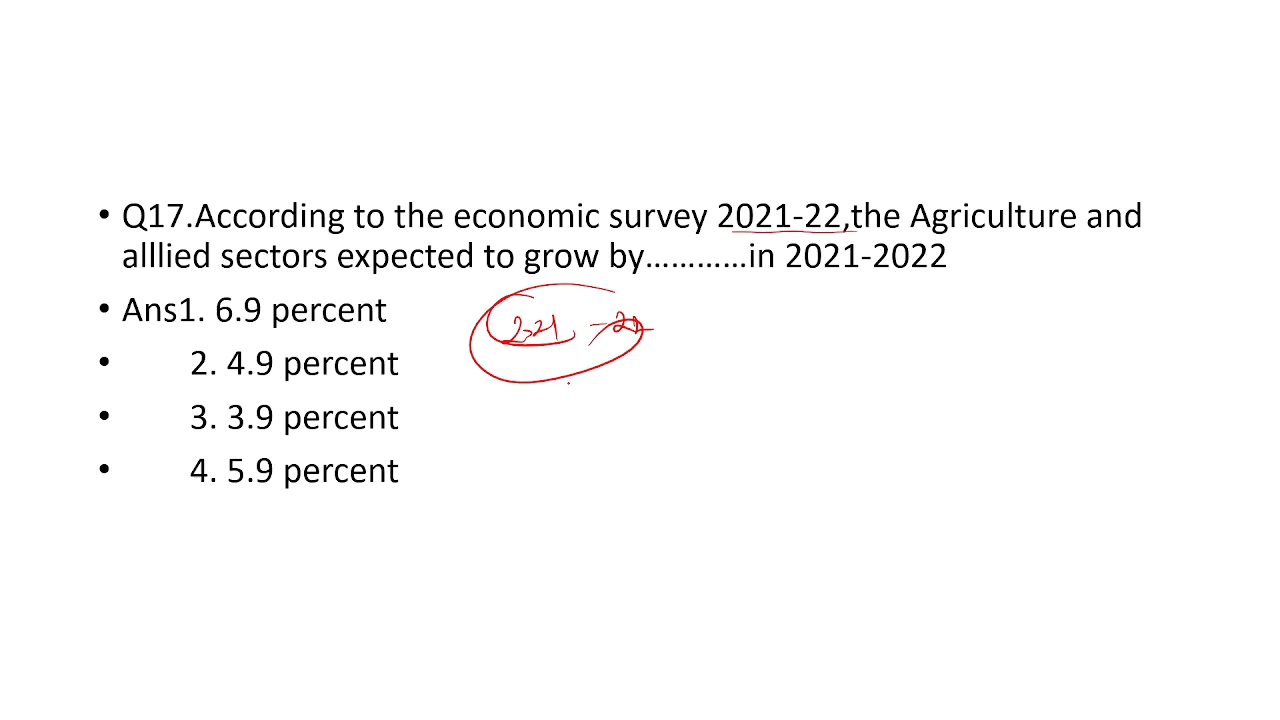 • Q17.According to the economic survey 2021-22,the Agriculture and
alllied sectors expected to grow by…………in 2021-2022
• Ans1. 6.9 percent
• 2. 4.9 percent
• 3. 3.9 percent
• 4. 5.9 percent